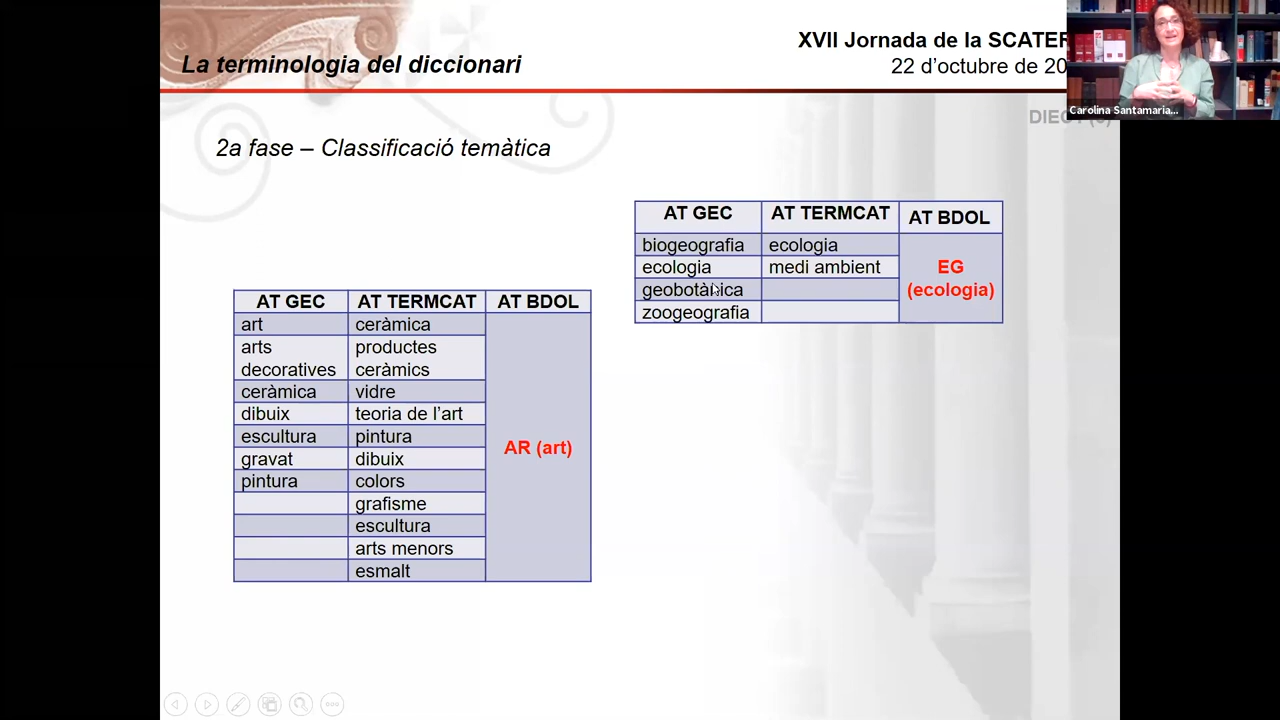 La terminologia del diccionari
XVII Jornada de la SCATER
22 d'octubre de 20
Carolina Santamaria...
2a fase – Classificació temàtica
AT GEC AT TERMCAT AT BDOL
biogeografia ecologia
ecologia medi ambient
geobotànica
zoogeografia
EG
(ecologia)
AT GEC AT TERMCAT AT BDOL
art ceràmica
arts productes
decoratives ceràmics
ceràmica vidre
dibuix teoria de l'art
escultura pintura
gravat dibuix
pintura colors
grafisme
escultura
arts menors
esmalt
AR (art)